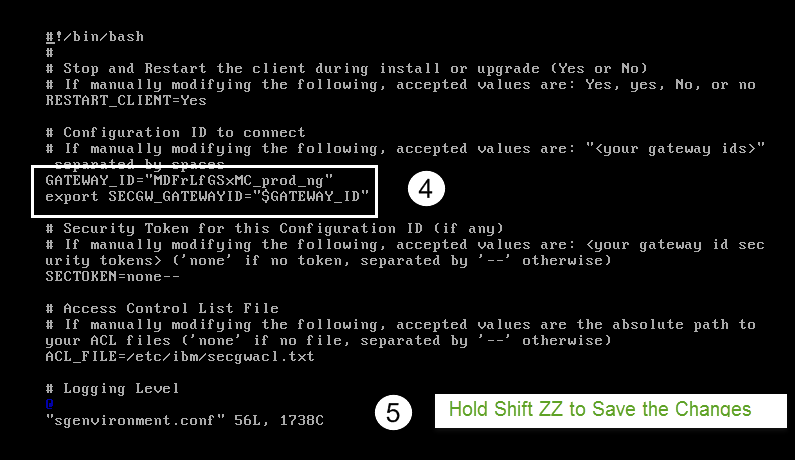 #!/bin/bash
#
# Stop and Restart the client during install or upgrade (Yes or No)
# If manually modifying the following, accepted values are: Yes, yes, No, or no
RESTART_CLIENT=Yes
# Configuration ID to connect
# If manually modifying the following, accepted values are: "<your gateway ids>"
separated by spaces
GATEWAY_ID="MDFrLfGSxMC_prod_ng"
export SECGW_GATEWAYID="$GATEWAY_ID"
4
# Security Token for this Configuration ID (if any)
# If manually modifying the following, accepted values are: <your gateway id sec
urity tokens> ('none' if no token, separated by '--' otherwise)
SECTOKEN=none--
# Access Control List File
# If manually modifying the following, accepted values are the absolute path to
your ACL files ('none' if no file, separated by '--' otherwise)
ACL_FILE=/etc/ibm/secgwacl.txt
# Logging Level
@
"sgenvironment.conf" 56L, 1738C
5
Hold Shift ZZ to Save the Changes